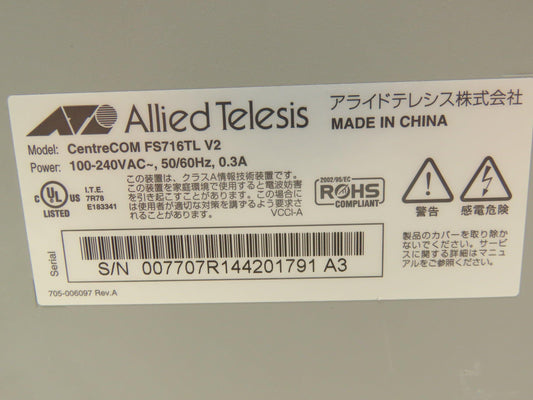 Allied Telesis
アライドテレシス株式会社
MADE IN CHINA
Model: CentreCOM FS716TL V2
Power: 100-240VAC~, 50/60Hz, 0.3A
C UL US
LISTED
I.T.E.
7R78
E183341
この装置は、クラスA情報技術装置です。
この装置を家庭環境で使用すると電波妨害
を引き起こすことがあります。この場合に
は使用者が適切な対策を講ずるよう要求
されることがあります。
VCCI-A
2002/95/EC
ROHS
COMPLIANT
警告
感電危険
製品のカバーを取り除か
ないでください。サービス
に関する詳細はマニュア
ルをご覧ください。
Serial
S/N 007707R144201791 A3
705-006097 Rev.A